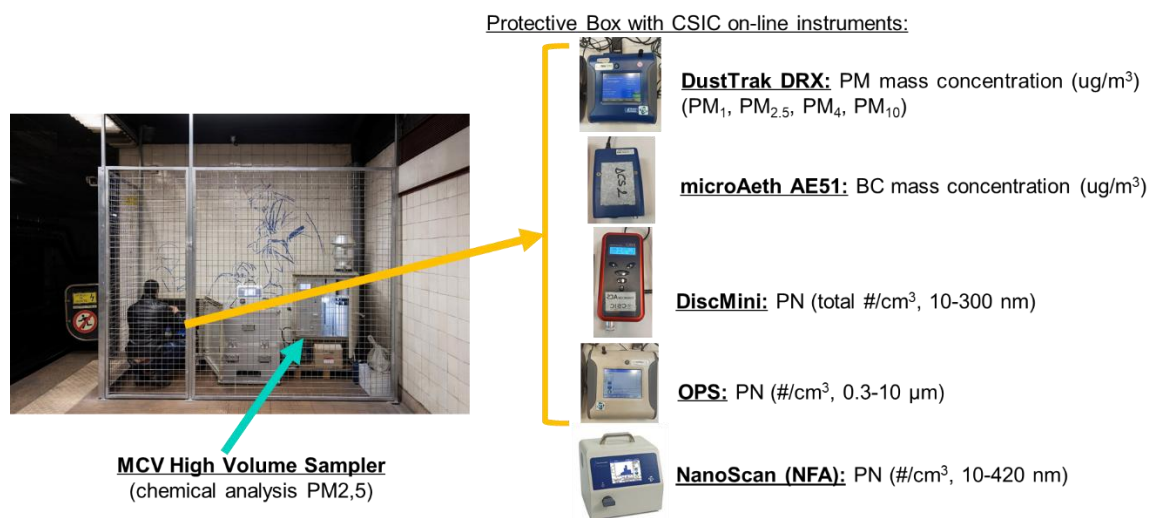 Protective Box with CSIC on-line instruments:
DustTrak DRX: PM mass concentration (ug/m³)
(PM₁, PM₂.₅, PM₄, PM₁₀)
ΔCS 2
microAeth AE51: BC mass concentration (ug/m³)
DiscMini: PN (total #/cm³, 10-300 nm)
OPS: PN (#/cm³, 0.3-10 µm)
MCV High Volume Sampler
(chemical analysis PM2,5)
NanoScan (NFA): PN (#/cm³, 10-420 nm)